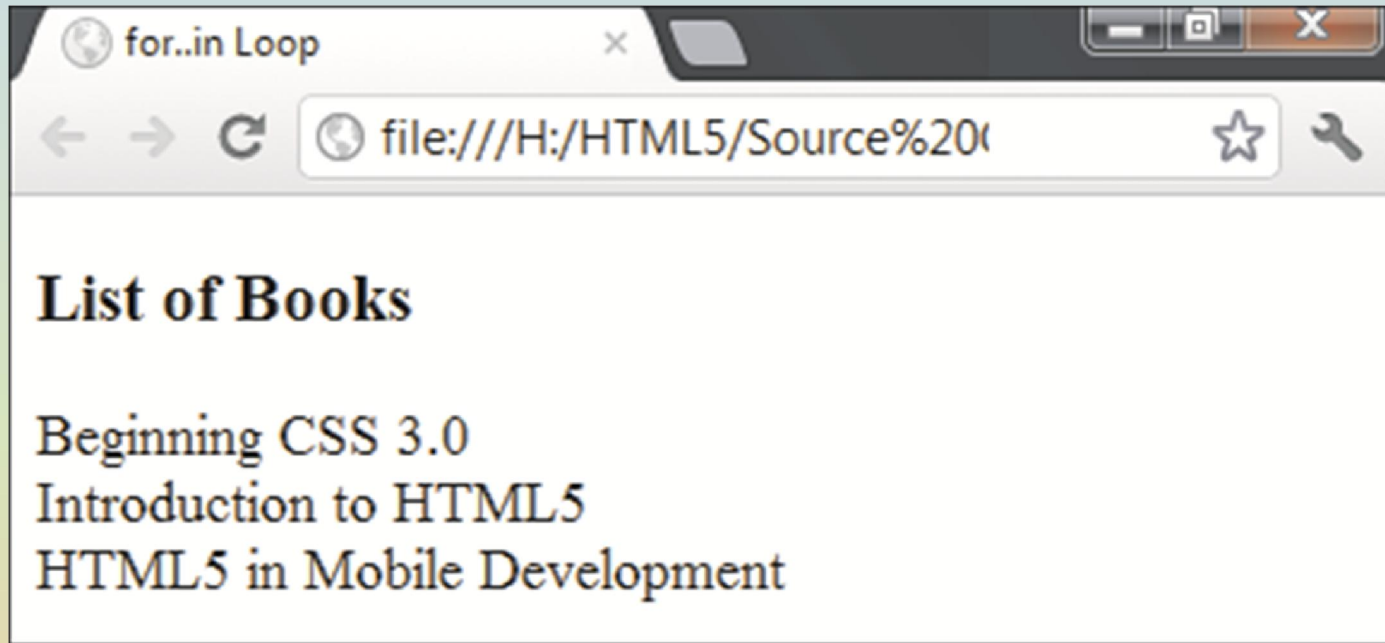 for..in Loop
file:///H:/HTML5/Source%20
List of Books
Beginning CSS 3.0
Introduction to HTML5
HTML5 in Mobile Development